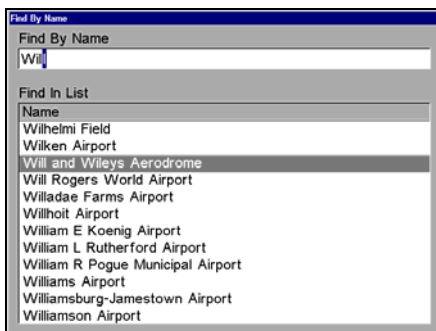 Find By Name
Find By Name
Will
Find In List
Name
Wilhelmi Field
Wilken Airport
Will and Wileys Aerodrome
Will Rogers World Airport
Willadae Farms Airport
Willhoit Airport
William E Koenig Airport
William L Rutherford Airport
William R Pogue Municipal Airport
Williams Airport
Williamsburg-Jamestown Airport
Williamson Airport